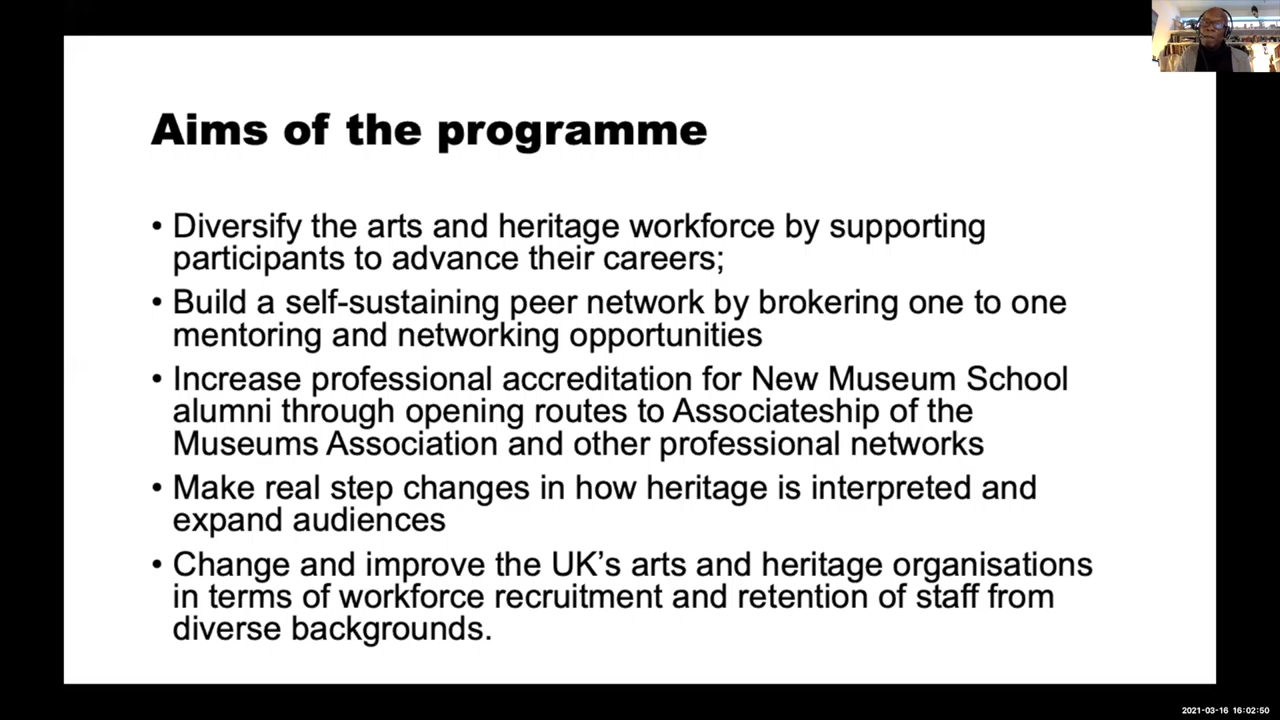 Aims of the programme
• Diversify the arts and heritage workforce by supporting
participants to advance their careers;
• Build a self-sustaining peer network by brokering one to one
mentoring and networking opportunities
• Increase professional accreditation for New Museum School
alumni through opening routes to Associateship of the
Museums Association and other professional networks
• Make real step changes in how heritage is interpreted and
expand audiences
• Change and improve the UK’s arts and heritage organisations
in terms of workforce recruitment and retention of staff from
diverse backgrounds.
2021-03-16 16:02:50